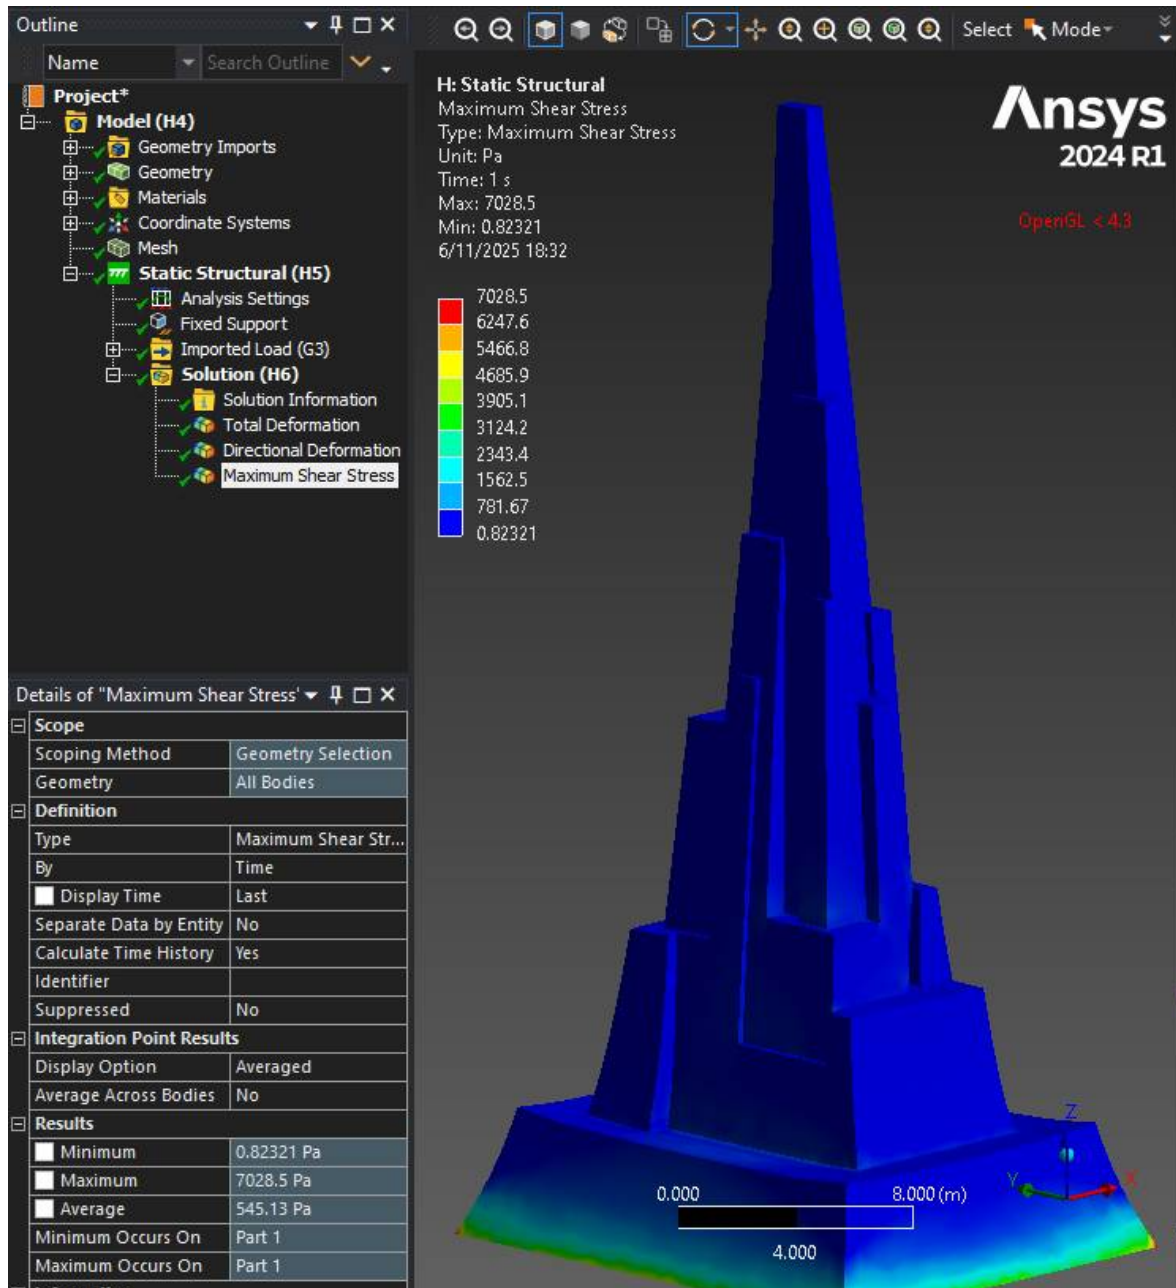 Outline
Name
Search Outline
Project*
Model (H4)
Geometry Imports
Geometry
Materials
Coordinate Systems
Mesh
Static Structural (H5)
Analysis Settings
Fixed Support
Imported Load (G3)
Solution (H6)
Solution Information
Total Deformation
Directional Deformation
Maximum Shear Stress
Details of "Maximum Shear Stress"
Scope
Scoping Method Geometry Selection
Geometry All Bodies
Definition
Type Maximum Shear Str...
By Time
Display Time Last
Separate Data by Entity No
Calculate Time History Yes
Identifier
Suppressed No
Integration Point Results
Display Option Averaged
Average Across Bodies No
Results
Minimum 0.82321 Pa
Maximum 7028.5 Pa
Average 545.13 Pa
Minimum Occurs On Part 1
Maximum Occurs On Part 1
Select Mode
H: Static Structural
Maximum Shear Stress
Type: Maximum Shear Stress
Unit: Pa
Time: 1 s
Max: 7028.5
Min: 0.82321
6/11/2025 18:32
7028.5
6247.6
5466.8
4685.9
3905.1
3124.2
2343.4
1562.5
781.67
0.82321
Ansys
2024 R1
OpenGL < 4.3
0.000 8.000 (m)
4.000
Z
Y
X